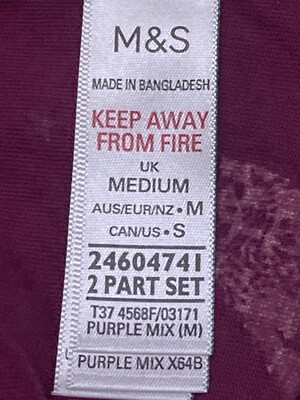 M&S
MADE IN BANGLADESH
KEEP AWAY
FROM FIRE
UK
MEDIUM
AUS/EUR/NZ•M
CAN/US•S
24604741
2 PART SET
T37 4568F/03171
PURPLE MIX (M)
PURPLE MIX X64B